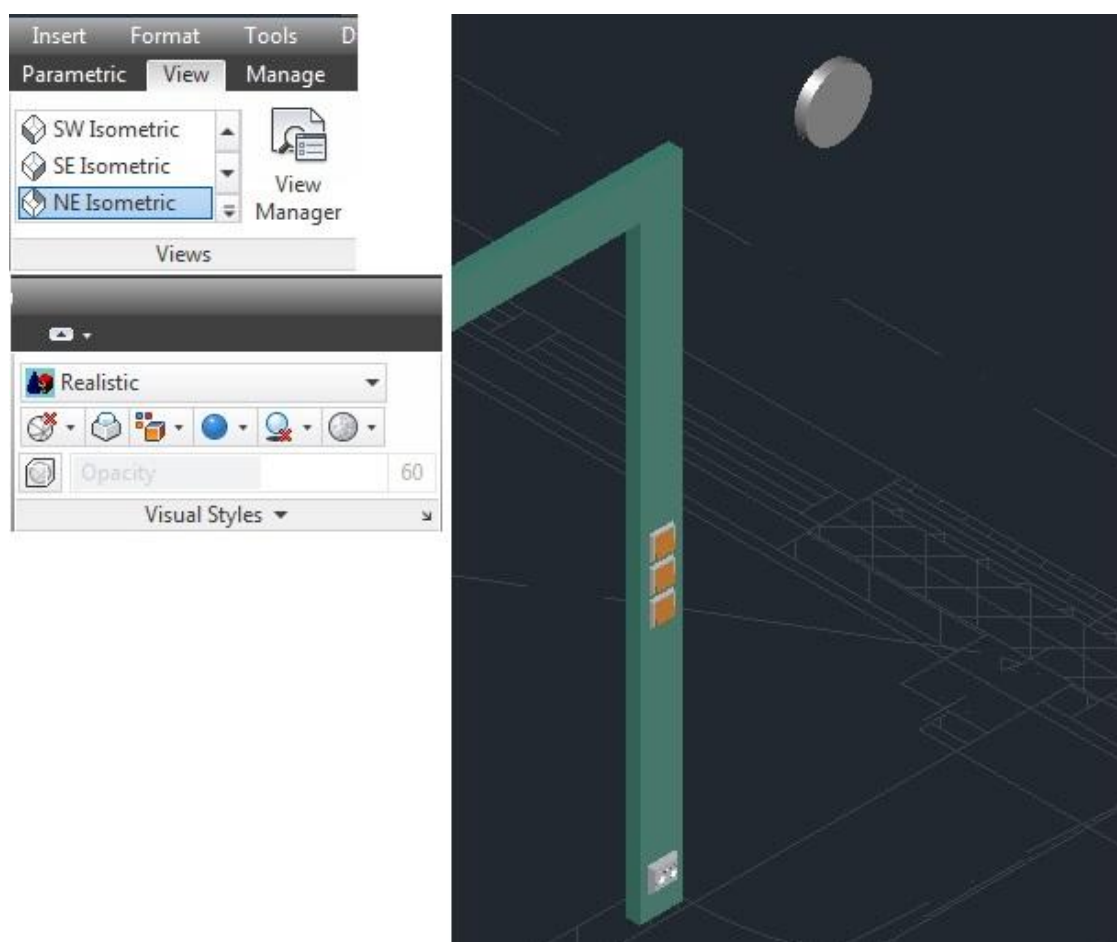 Insert Format Tools D
Parametric View Manage
SW Isometric
SE Isometric
NE Isometric
View
Manager
Views
Realistic
Opacity 60
Visual Styles